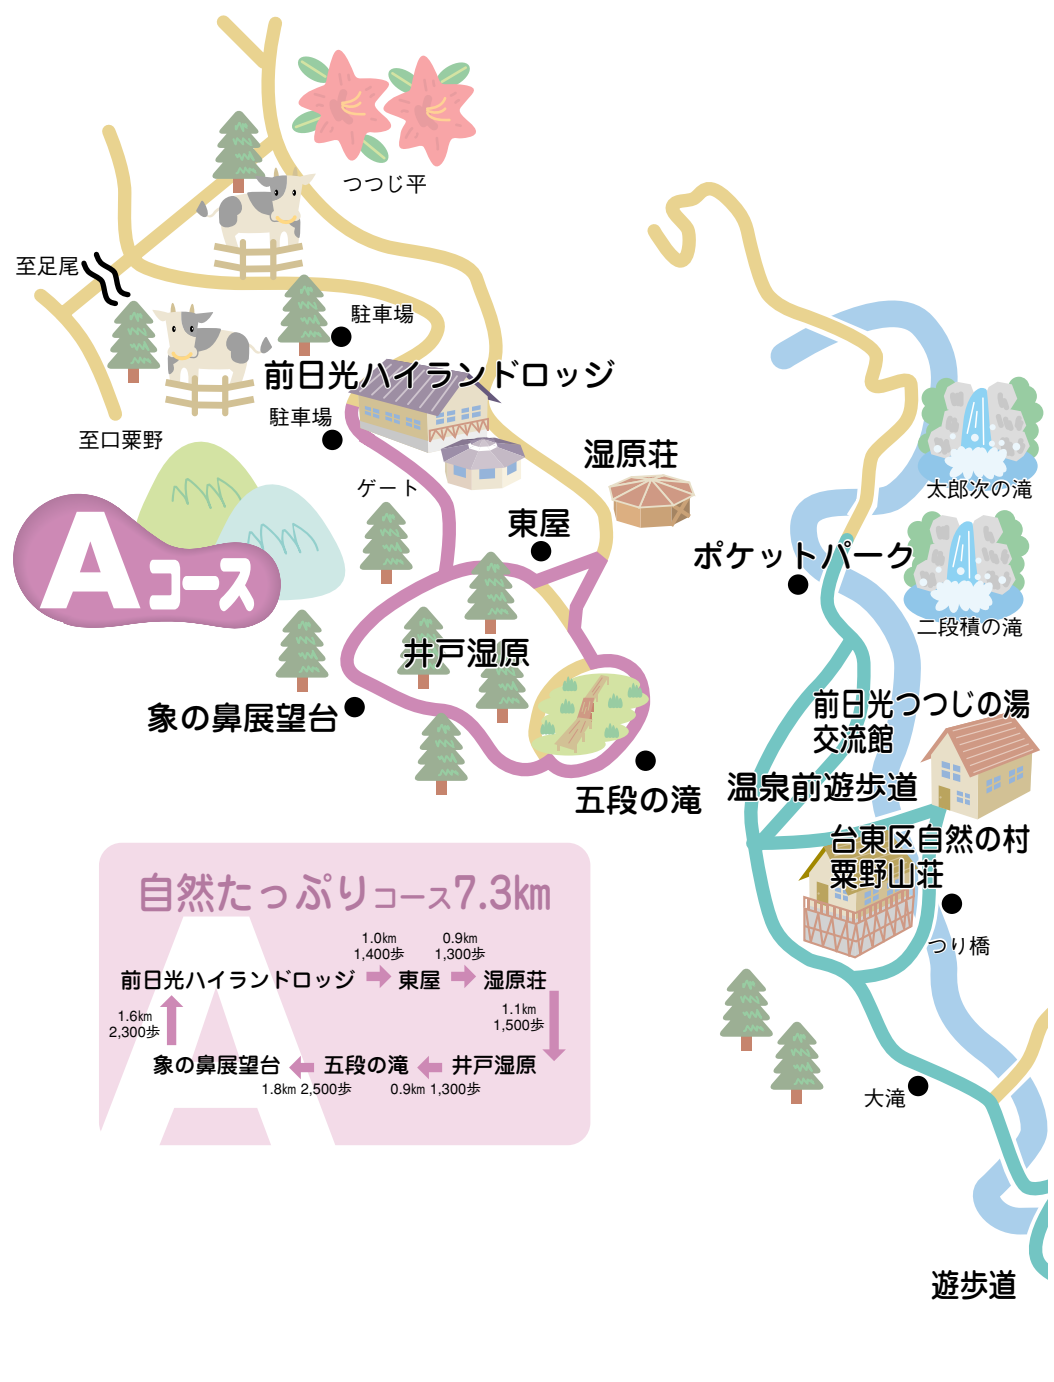 つつじ平
至足尾
駐車場
前日光ハイランドロッジ
駐車場
至口粟野
湿原荘
ゲート
太郎次の滝
東屋
ポケットパーク
Aコース
二段積の滝
井戸湿原
象の鼻展望台
前日光つつじの湯
交流館
温泉前遊歩道
五段の滝
台東区自然の村
粟野山荘
つり橋
自然たっぷりコース7.3km
1.0km
1,400歩
0.9km
1,300歩
前日光ハイランドロッジ
東屋
湿原荘
1.6km
2,300歩
1.1km
1,500歩
象の鼻展望台
五段の滝
井戸湿原
1.8km 2,500歩
0.9km 1,300歩
大滝
遊歩道